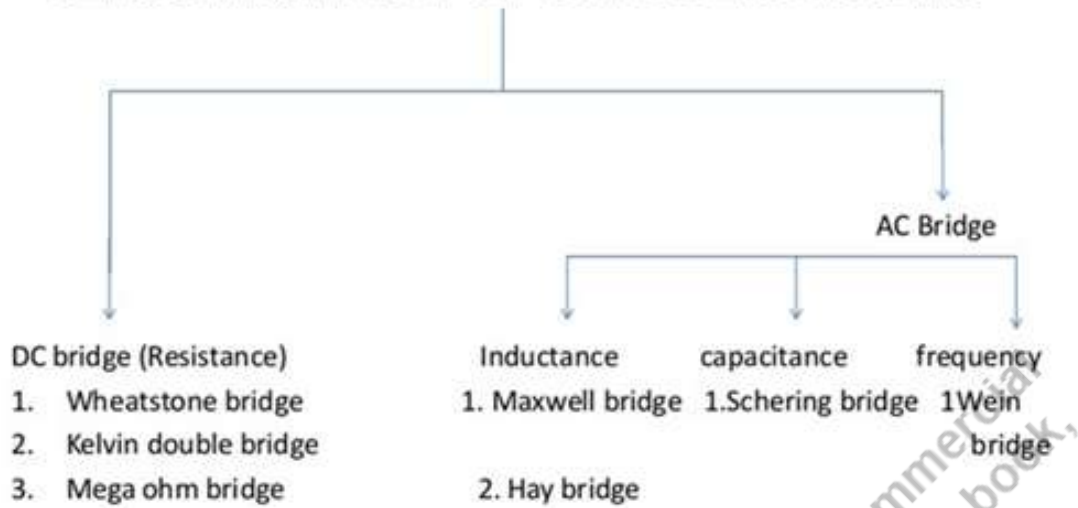 AC Bridge
DC bridge (Resistance)
Inductance
capacitance
frequency
1. Wheatstone bridge
1. Maxwell bridge
1.Schering bridge
1Wein
2. Kelvin double bridge
bridge
3. Mega ohm bridge
2. Hay bridge
book,